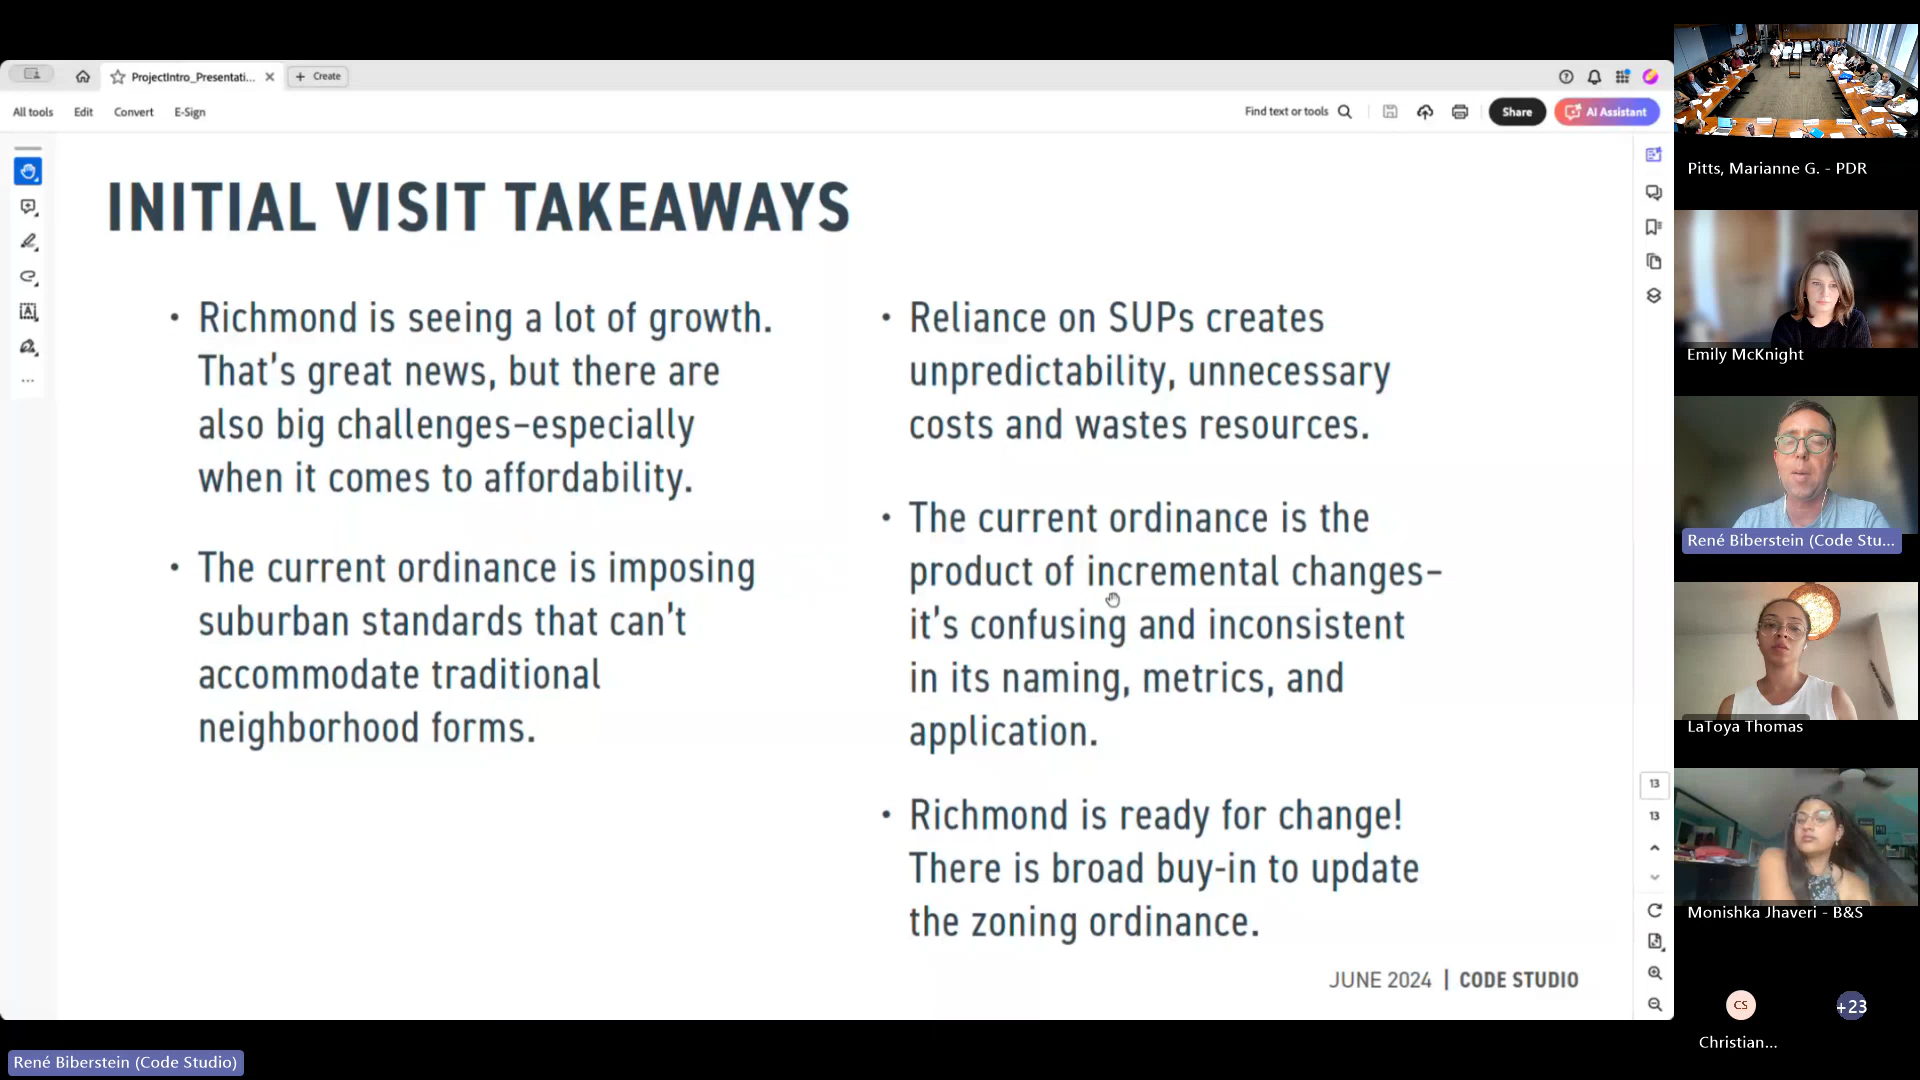 ProjectIntro_Presentati...
Create
All tools
Edit
Convert
E-Sign
Find text or tools
Share
AI Assistant
INITIAL VISIT TAKEAWAYS
• Richmond is seeing a lot of growth.
That's great news, but there are
also big challenges–especially
when it comes to affordability.
• The current ordinance is imposing
suburban standards that can't
accommodate traditional
neighborhood forms.
• Reliance on SUPs creates
unpredictability, unnecessary
costs and wastes resources.
• The current ordinance is the
product of incremental changes–
it's confusing and inconsistent
in its naming, metrics, and
application.
• Richmond is ready for change!
There is broad buy-in to update
the zoning ordinance.
JUNE 2024 | CODE STUDIO
13
13
Pitts, Marianne G. - PDR
Emily McKnight
René Biberstein (Code Stu...
LaToya Thomas
Monishka Jhaveri - B&S
CS
+23
Christian...
René Biberstein (Code Studio)